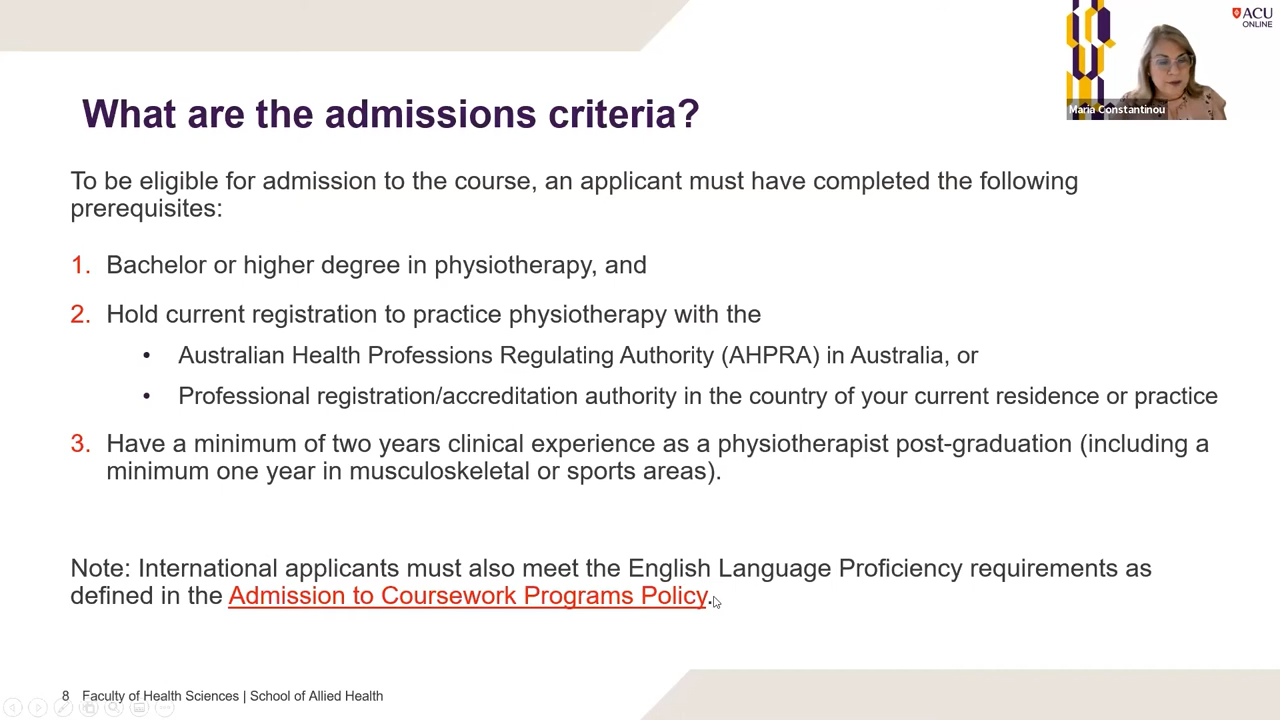 ACU
ONLINE
Maria Constantinou
What are the admissions criteria?
To be eligible for admission to the course, an applicant must have completed the following
prerequisites:
1. Bachelor or higher degree in physiotherapy, and
2. Hold current registration to practice physiotherapy with the
• Australian Health Professions Regulating Authority (AHPRA) in Australia, or
• Professional registration/accreditation authority in the country of your current residence or practice
3. Have a minimum of two years clinical experience as a physiotherapist post-graduation (including a
minimum one year in musculoskeletal or sports areas).
Note: International applicants must also meet the English Language Proficiency requirements as
defined in the Admission to Coursework Programs Policy.
8 Faculty of Health Sciences | School of Allied Health